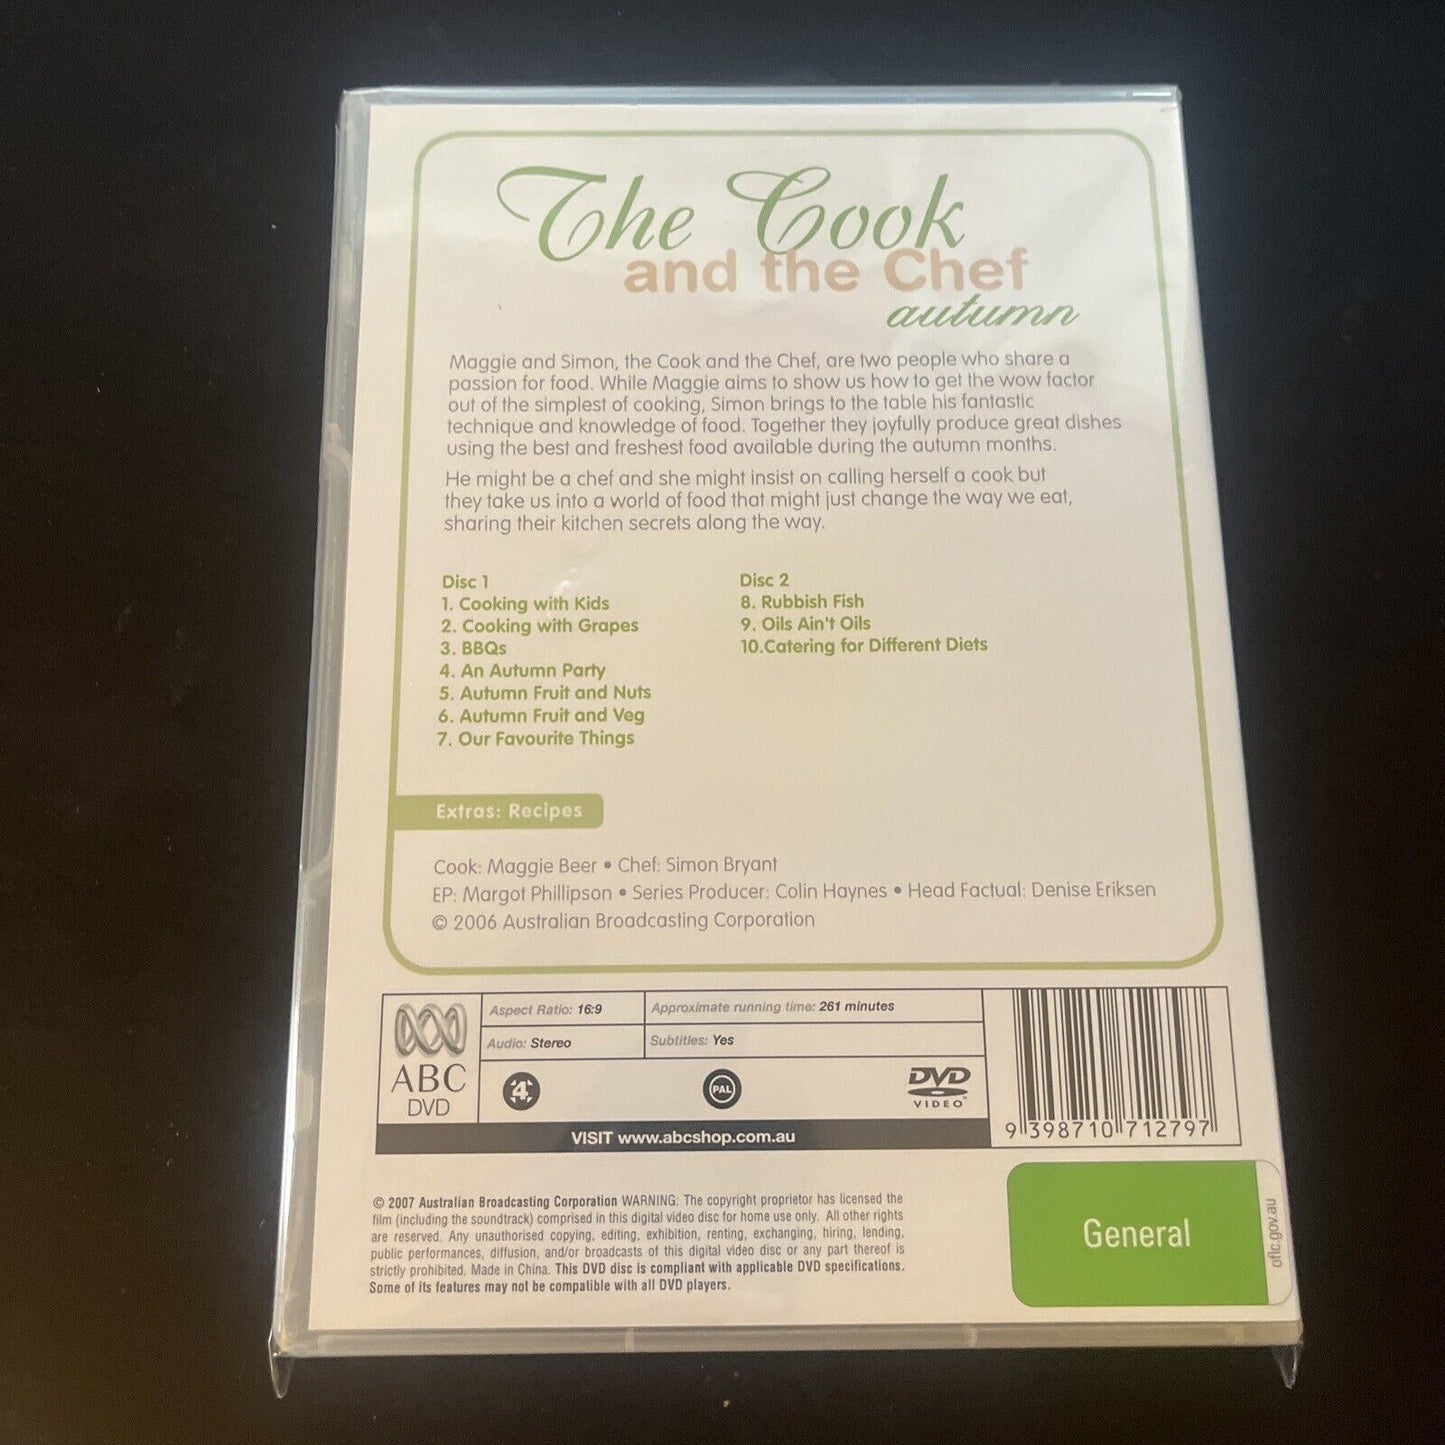 The Cook
and the Chef
autumn
Maggie and Simon, the Cook and the Chef, are two people who share a
passion for food. While Maggie aims to show us how to get the wow factor
out of the simplest of cooking, Simon brings to the table his fantastic
technique and knowledge of food. Together they joyfully produce great dishes
using the best and freshest food available during the autumn months.
He might be a chef and she might insist on calling herself a cook but
they take us into a world of food that might just change the way we eat,
sharing their kitchen secrets along the way.
Disc 1
1. Cooking with Kids
2. Cooking with Grapes
3. BBQs
4. An Autumn Party
5. Autumn Fruit and Nuts
6. Autumn Fruit and Veg
7. Our Favourite Things
Disc 2
8. Rubbish Fish
9. Oils Ain't Oils
10.Catering for Different Diets
Extras: Recipes
Cook: Maggie Beer • Chef: Simon Bryant
EP: Margot Phillipson • Series Producer: Colin Haynes • Head Factual: Denise Eriksen
© 2006 Australian Broadcasting Corporation
ABC
DVD
Aspect Ratio: 16:9
Approximate running time: 261 minutes
Audio: Stereo
Subtitles: Yes
4
PAL
DVD
VIDEO™
VISIT www.abcshop.com.au
9 398710 712797
© 2007 Australian Broadcasting Corporation WARNING: The copyright proprietor has licensed the
film (including the soundtrack) comprised in this digital video disc for home use only. All other rights
are reserved. Any unauthorised copying, editing, exhibition, renting, exchanging, hiring, lending,
public performances, diffusion, and/or broadcasts of this digital video disc or any part thereof is
strictly prohibited. Made in China. This DVD disc is compliant with applicable DVD specifications.
Some of its features may not be compatible with all DVD players.
General
oflc.gov.au